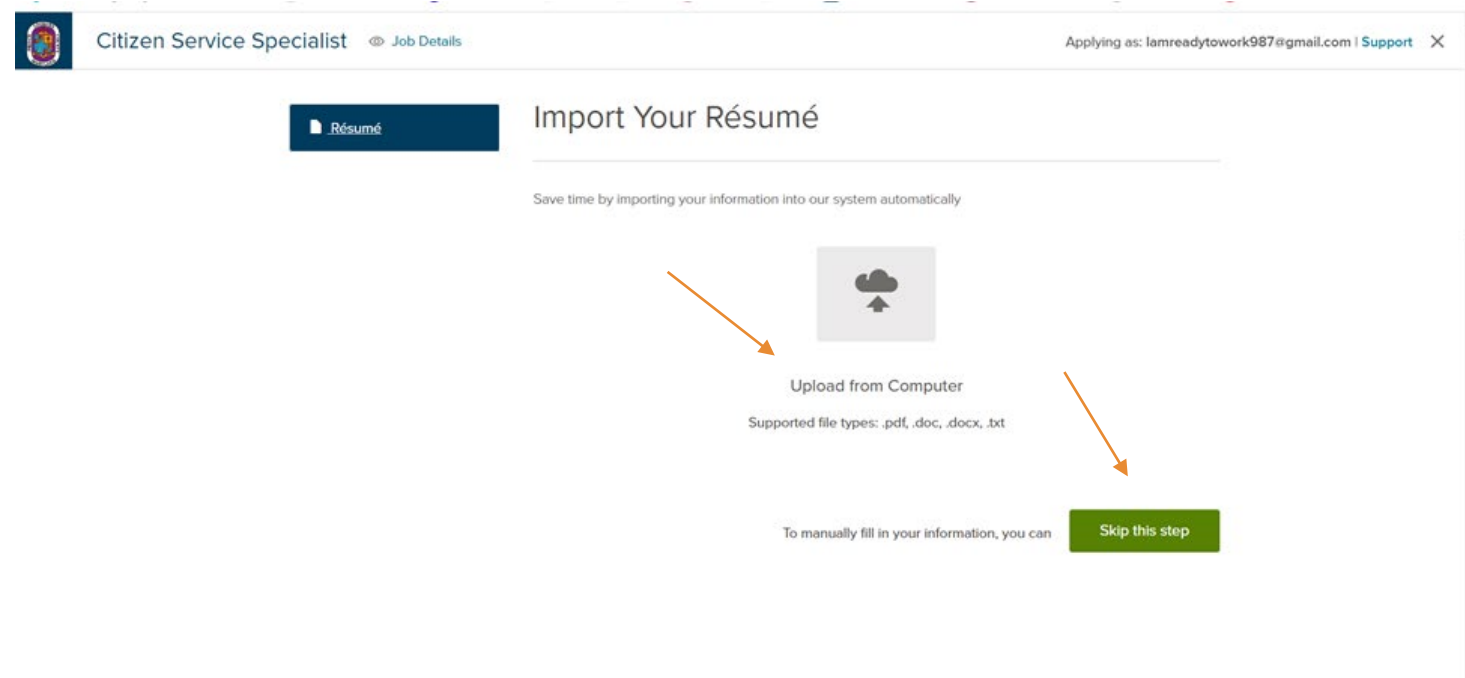 Citizen Service Specialist Job Details
Applying as: Iamreadytowork987@gmail.com | Support
Résumé
Import Your Résumé
Save time by importing your information into our system automatically
Upload from Computer
Supported file types: .pdf, .doc, .docx, .txt
To manually fill in your information, you can Skip this step